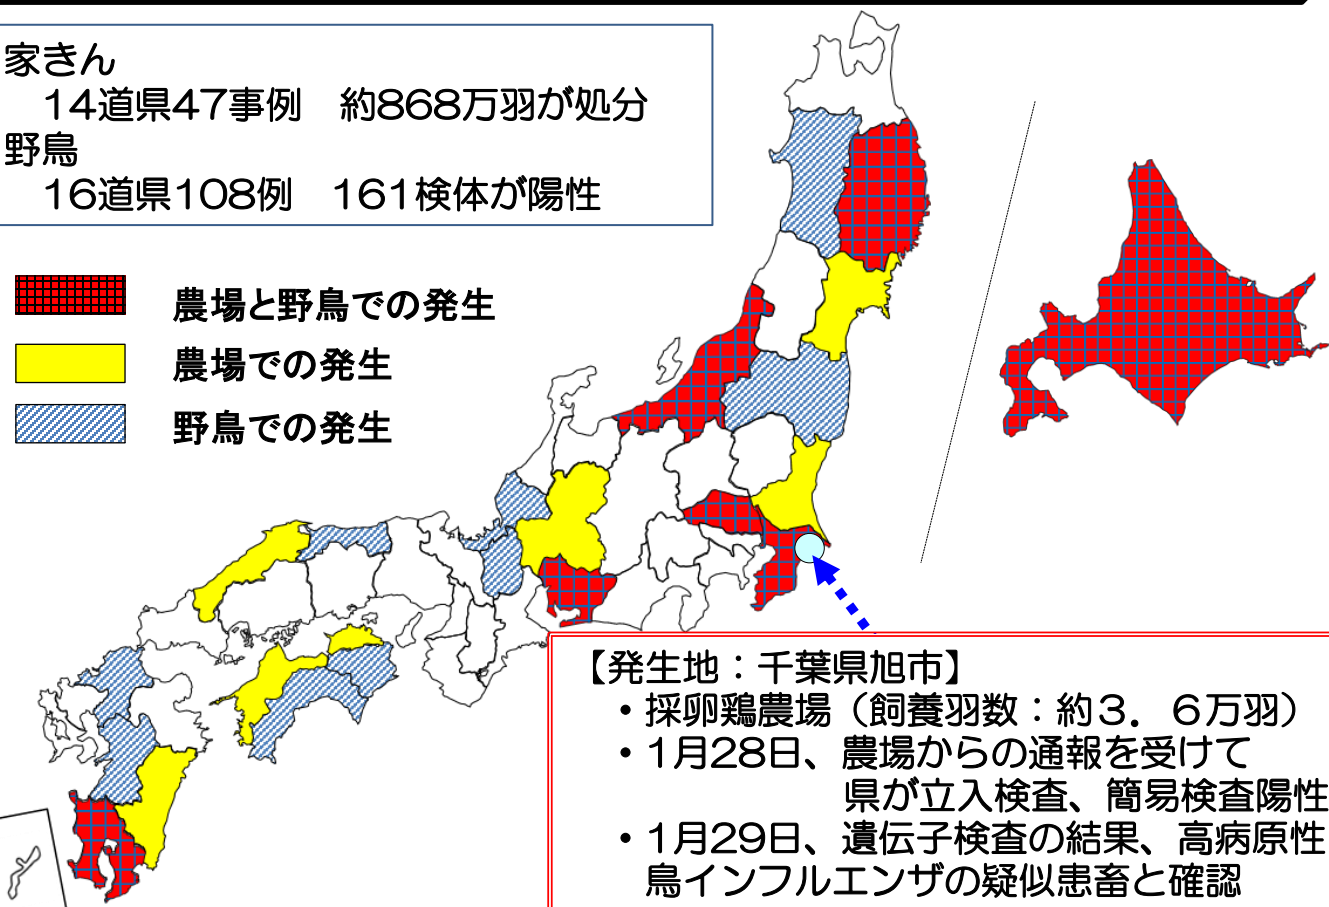 家きん
14道県47事例　約868万羽が処分
野鳥
16道県108例　161検体が陽性
農場と野鳥での発生
農場での発生
野鳥での発生
【発生地：千葉県旭市】
・採卵鶏農場（飼養羽数：約３．６万羽）
・1月28日、農場からの通報を受けて
県が立入検査、簡易検査陽性
・1月29日、遺伝子検査の結果、高病原性
鳥インフルエンザの疑似患畜と確認